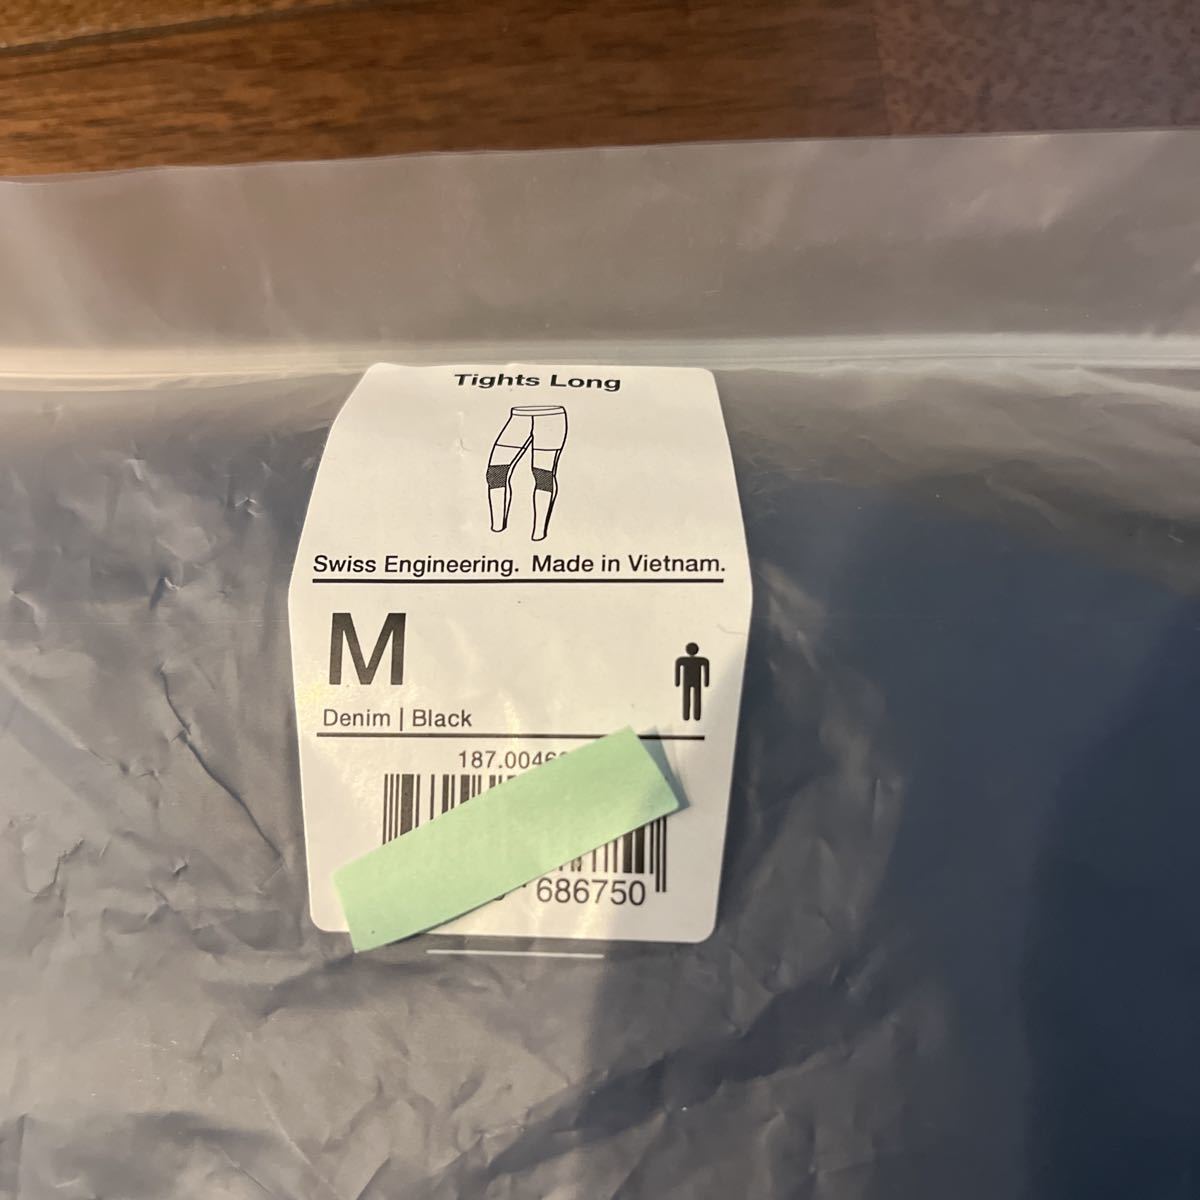 Tights Long
Swiss Engineering. Made in Vietnam.
M
Denim | Black
686750